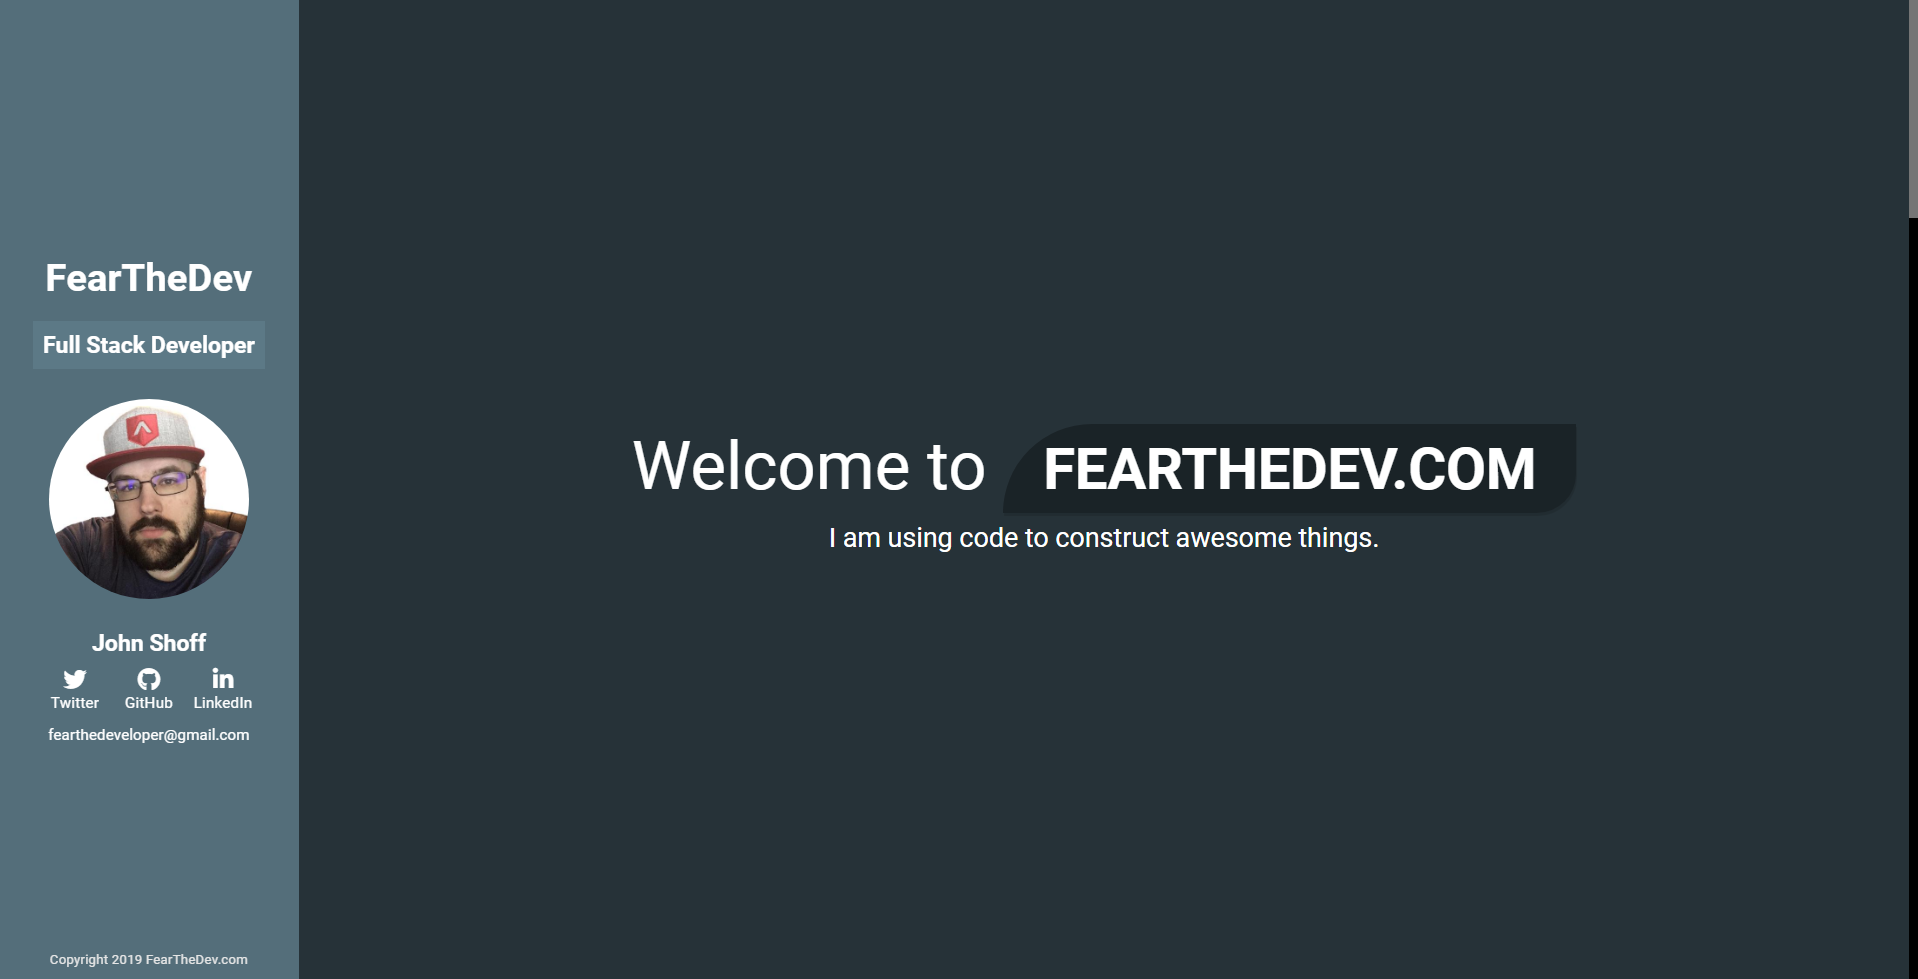 FearTheDev
Full Stack Developer
John Shoff
Twitter GitHub LinkedIn
fearthedeveloper@gmail.com
Copyright 2019 FearTheDev.com
Welcome to FEARTHEDEV.COM
I am using code to construct awesome things.